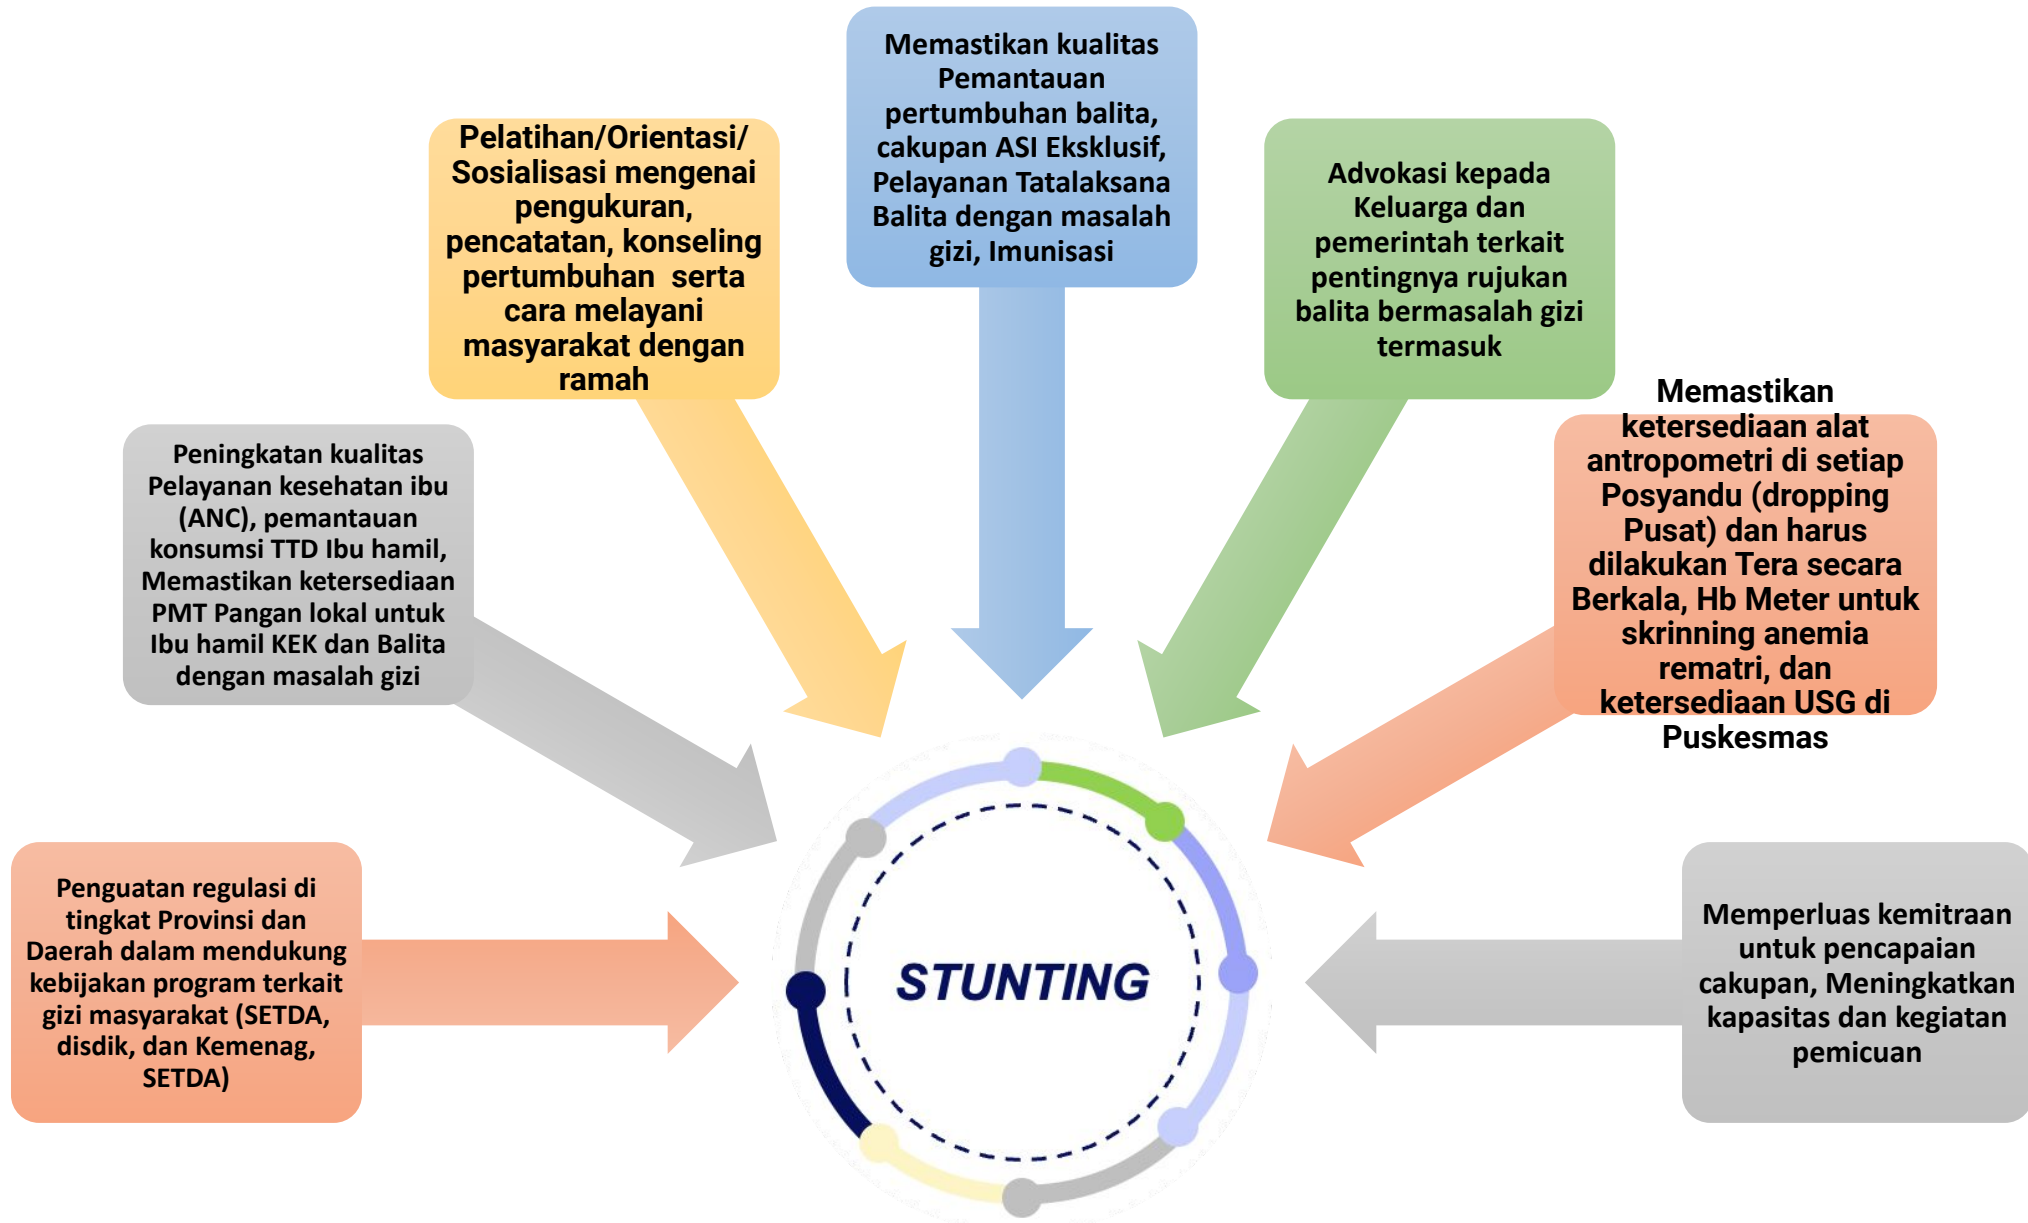 Memastikan kualitas
Pemantauan
pertumbuhan balita,
cakupan ASI Eksklusif,
Pelayanan Tatalaksana
Balita dengan masalah
gizi, Imunisasi
Pelatihan/Orientasi/
Sosialisasi mengenai
pengukuran,
pencatatan, konseling
pertumbuhan  serta
cara melayani
masyarakat dengan
ramah
Advokasi kepada
Keluarga dan
pemerintah terkait
pentingnya rujukan
balita bermasalah gizi
termasuk
Peningkatan kualitas
Pelayanan kesehatan ibu
(ANC), pemantauan
konsumsi TTD Ibu hamil,
Memastikan ketersediaan
PMT Pangan lokal untuk
Ibu hamil KEK dan Balita
dengan masalah gizi
Memastikan
ketersediaan alat
antropometri di setiap
Posyandu (dropping
Pusat) dan harus
dilakukan Tera secara
Berkala, Hb Meter untuk
skrinning anemia
rematri, dan
ketersediaan USG di
Puskesmas
Penguatan regulasi di
tingkat Provinsi dan
Daerah dalam mendukung
kebijakan program terkait
gizi masyarakat (SETDA,
disdik, dan Kemenag,
SETDA)
STUNTING
Memperluas kemitraan
untuk pencapaian
cakupan, Meningkatkan
kapasitas dan kegiatan
pemicuan